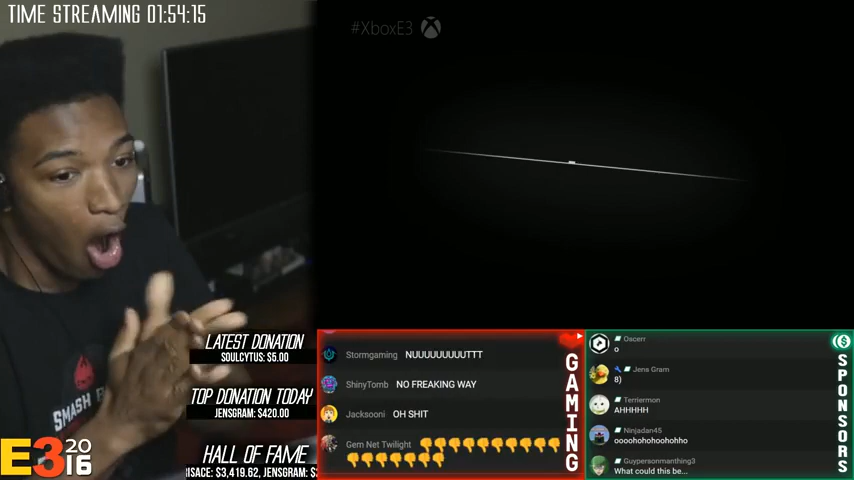 TIME STREAMING 01:54:15
#XboxE3
SMASH
LATEST DONATION
SOULCYTUS: $5.00
TOP DONATION TODAY
JENSGRAM: $420.00
HALL OF FAME
RISACE: $3,419.62, JENSGRAM: $
E3 2016
Stormgaming NUUUUUUUUUTTT
ShinyTomb NO FREAKING WAY
Jacksooni OH SHIT
Gem Net Twilight 👎👎👎👎👎👎👎👎👎👎👎
👎👎👎👎👎👎👎
GAMING
Oscerr
o
Jens Gram
8)
Terriermon
AHHHHH
Ninjadan45
oooohohohoohohho
Guypersonmanthing3
What could this be...
SPONSORS